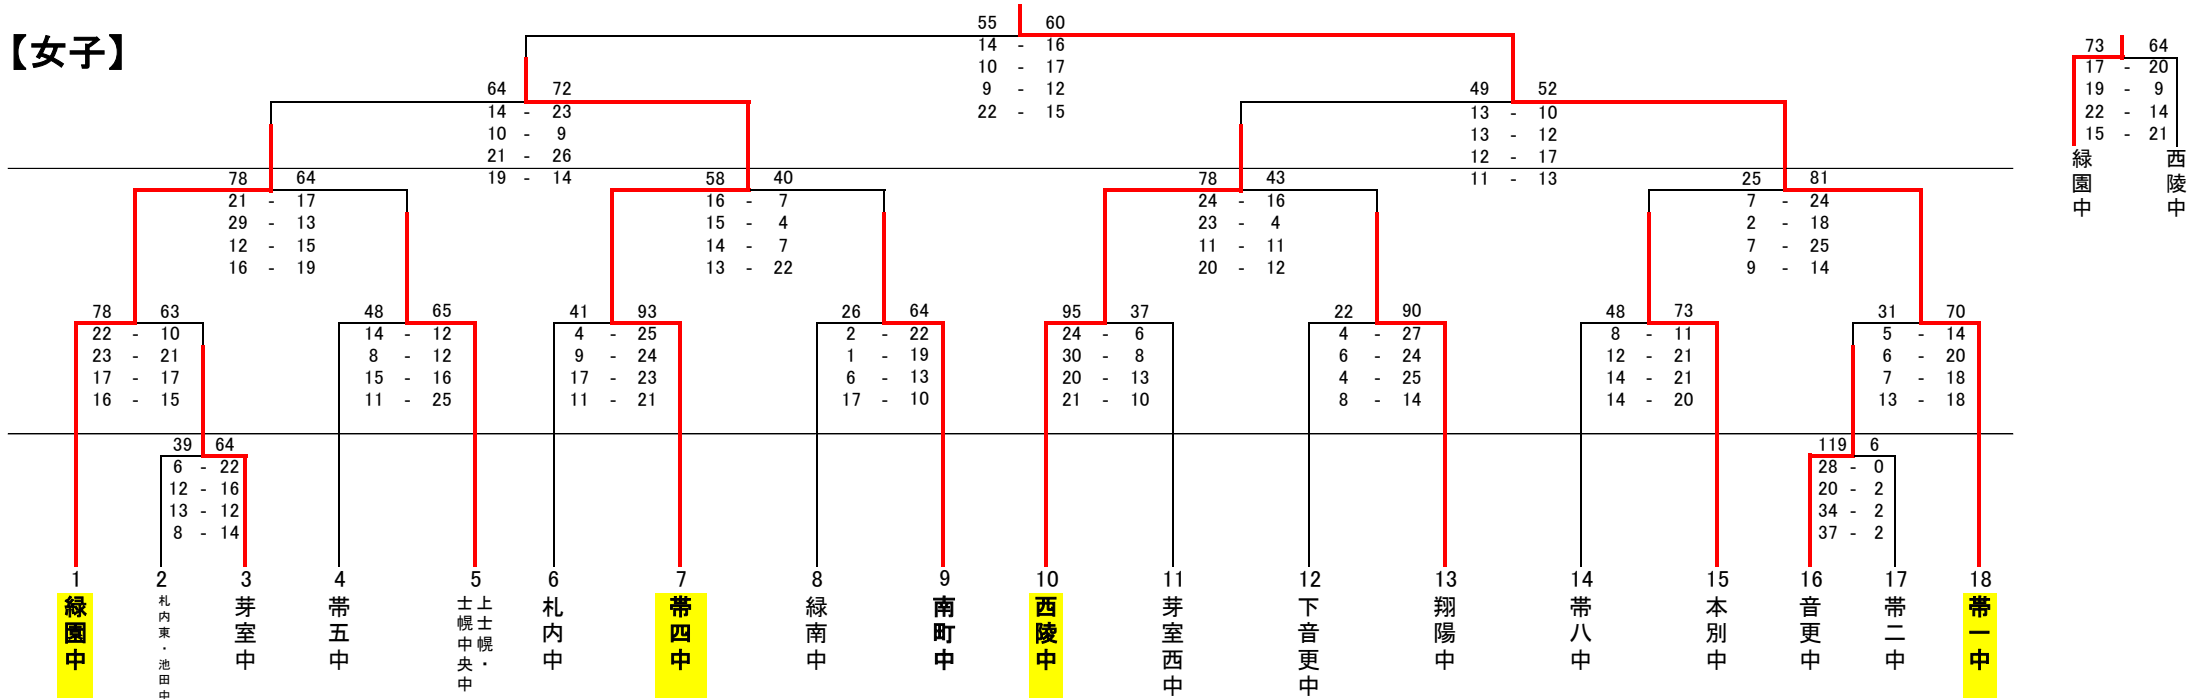 【女子】
55 60
14 - 16
10 - 17
9 - 12
22 - 15
73 64
17 - 20
19 - 9
22 - 14
15 - 21
緑園中
西陵中
64 72
14 - 23
10 - 9
21 - 26
19 - 14
49 52
13 - 10
13 - 12
12 - 17
11 - 13
78 64
21 - 17
29 - 13
12 - 15
16 - 19
58 40
16 - 7
15 - 4
14 - 7
13 - 22
78 43
24 - 16
23 - 4
11 - 11
20 - 12
25 81
7 - 24
2 - 18
7 - 25
9 - 14
78 63
22 - 10
23 - 21
17 - 17
16 - 15
48 65
14 - 12
8 - 12
15 - 16
11 - 25
41 93
4 - 25
9 - 24
17 - 23
11 - 21
26 64
2 - 22
1 - 19
6 - 13
17 - 10
95 37
24 - 6
30 - 8
20 - 13
21 - 10
22 90
4 - 27
6 - 24
4 - 25
8 - 14
48 73
8 - 11
12 - 21
14 - 21
14 - 20
31 70
5 - 14
6 - 20
7 - 18
13 - 18
39 64
6 - 22
12 - 16
13 - 12
8 - 14
119 6
28 - 0
20 - 2
34 - 2
37 - 2
1 2 3 4 5 6 7 8 9 10 11 12 13 14 15 16 17 18
緑園中
札内東・池田中
芽室中
帯五中
上士幌・
士幌中央中
札内中
帯四中
緑南中
南町中
西陵中
芽室西中
下音更中
翔陽中
帯八中
本別中
音更中
帯二中
帯一中